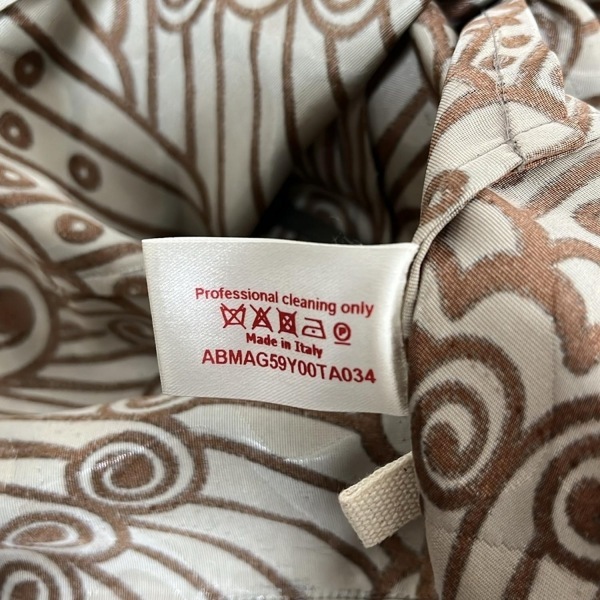 Professional cleaning only
Made in Italy
ABMAG59Y00TA034